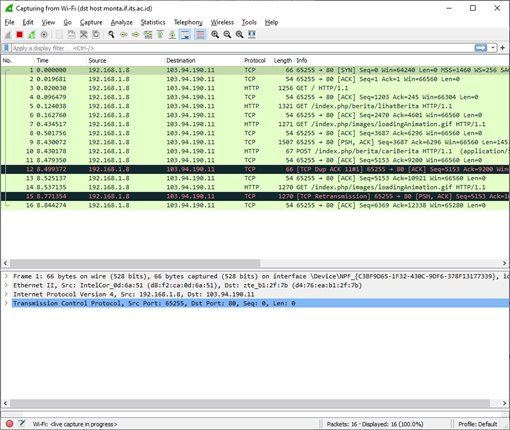 Capturing from Wi-Fi (dst host monta.if.its.ac.id)
File Edit View Go Capture Analyze Statistics Telephony Wireless Tools Help
Apply a display filter ... <Ctrl-/>
No. Time Source Destination Protocol Length Info
1 0.000000 192.168.1.8 103.94.190.11 TCP 66 65255 → 80 [SYN] Seq=0 Win=64240 Len=0 MSS=1460 WS=256 SA
2 0.019681 192.168.1.8 103.94.190.11 TCP 54 65255 → 80 [ACK] Seq=1 Ack=1 Win=66560 Len=0
3 0.020030 192.168.1.8 103.94.190.11 HTTP 1256 GET / HTTP/1.1
4 0.096479 192.168.1.8 103.94.190.11 TCP 54 65255 → 80 [ACK] Seq=1203 Ack=245 Win=66304 Len=0
5 0.124038 192.168.1.8 103.94.190.11 HTTP 1321 GET /index.php/berita/lihatBerita HTTP/1.1
6 0.162760 192.168.1.8 103.94.190.11 TCP 54 65255 → 80 [ACK] Seq=2470 Ack=4601 Win=66560 Len=0
7 0.434517 192.168.1.8 103.94.190.11 HTTP 1271 GET /index.php/images/loadingAnimation.gif HTTP/1.1
8 0.501756 192.168.1.8 103.94.190.11 TCP 54 65255 → 80 [ACK] Seq=3687 Ack=6296 Win=66560 Len=0
9 8.430072 192.168.1.8 103.94.190.11 TCP 1507 65255 → 80 [PSH, ACK] Seq=3687 Ack=6296 Win=66560 Len=145
10 8.430178 192.168.1.8 103.94.190.11 HTTP 67 POST /index.php/berita/cariBerita HTTP/1.1 (application/
11 8.479350 192.168.1.8 103.94.190.11 TCP 54 65255 → 80 [ACK] Seq=5153 Ack=9200 Win=66560 Len=0
12 8.499372 192.168.1.8 103.94.190.11 TCP 66 [TCP Dup ACK 11#1] 65255 → 80 [ACK] Seq=5153 Ack=9200 Win=
13 8.525137 192.168.1.8 103.94.190.11 TCP 54 65255 → 80 [ACK] Seq=5153 Ack=10921 Win=66560 Len=0
14 8.537135 192.168.1.8 103.94.190.11 HTTP 1270 GET /index.php/images/loadingAnimation.gif HTTP/1.1
15 8.771354 192.168.1.8 103.94.190.11 TCP 1270 [TCP Retransmission] 65255 → 80 [PSH, ACK]
16 8.844274 192.168.1.8 103.94.190.11 TCP 54 65255 → 80 [ACK] Seq=6369 Ack=12338 Win=65280 Len=0
Frame 1: 66 bytes on wire (528 bits), 66 bytes captured (528 bits) on interface \Device\NPF_{C3BF9D65-1F32-430C-9DF6-378F13177339}, i
Ethernet II, Src: IntelCor_0d:6a:51 (d8:f2:ca:0d:6a:51), Dst: zte_b1:2f:7b (d4:76:ea:b1:2f:7b)
Internet Protocol Version 4, Src: 192.168.1.8, Dst: 103.94.190.11
Transmission Control Protocol, Src Port: 65255, Dst Port: 80, Seq: 0, Len: 0
Wi-Fi: <live capture in progress> Packets: 16 · Displayed: 16 (100.0%) Profile: Default